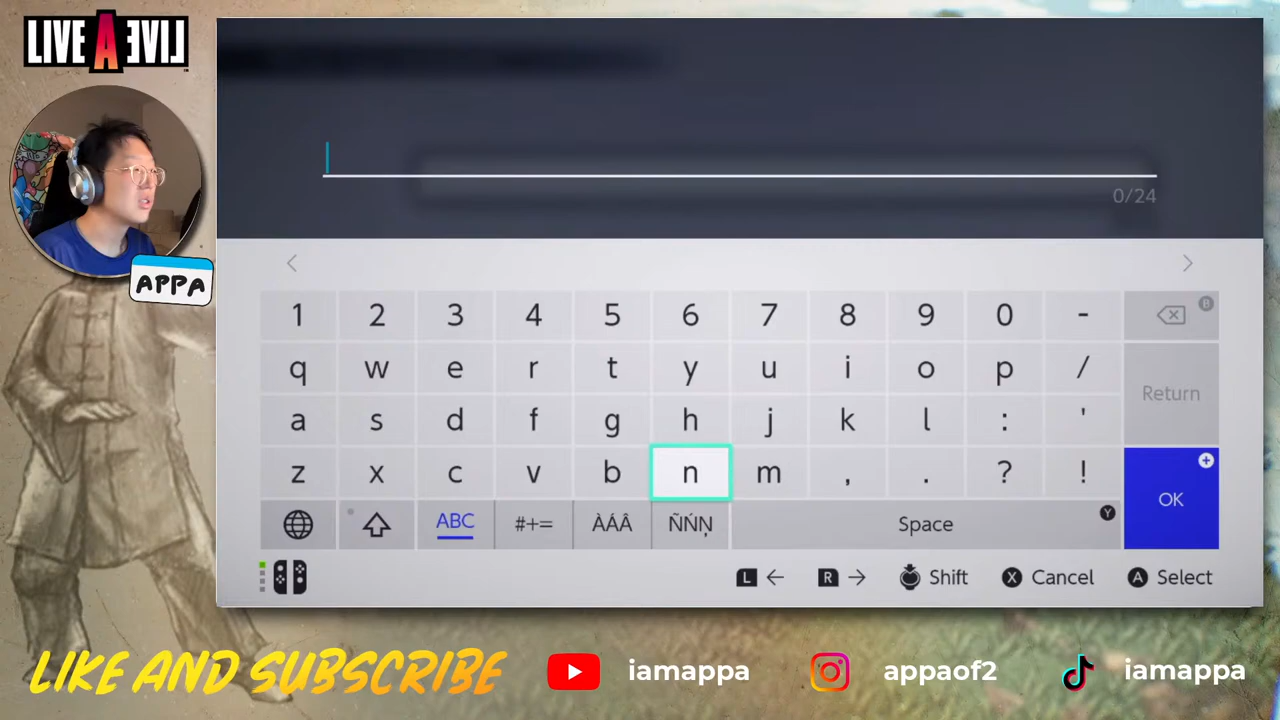 LIVE A LIVE
APPA
0/24
1 2 3 4 5 6 7 8 9 0 -
q w e r t y u i o p /
Return
a s d f g h j k l : '
z x c v b n m , . ? !
OK
ABC #+= ÀÁÂ ÑŃŅ Space Y
L ← R → Shift X Cancel A Select
LIKE AND SUBSCRIBE iamappa appaof2 iamappa